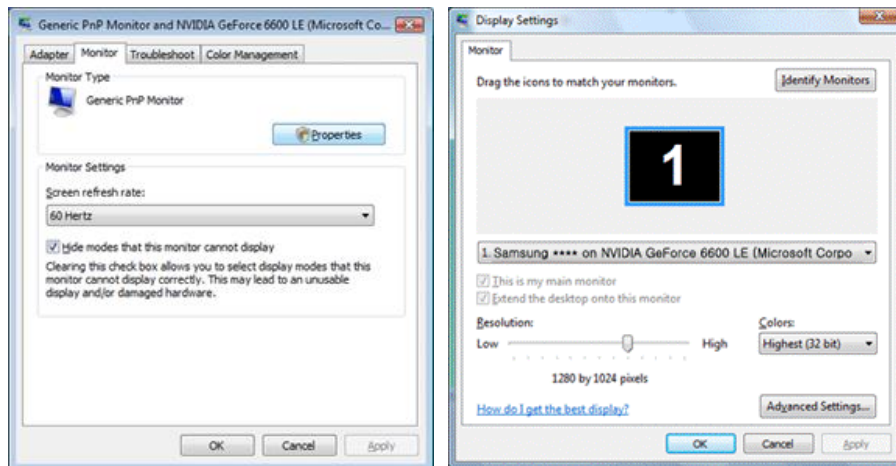 Generic PnP Monitor and NVIDIA GeForce 6600 LE (Microsoft Co...
Adapter Monitor Troubleshoot Color Management
Monitor Type
Generic PnP Monitor
Properties
Monitor Settings
Screen refresh rate:
60 Hertz
Hide modes that this monitor cannot display
Clearing this check box allows you to select display modes that this
monitor cannot display correctly. This may lead to an unusable
display and/or damaged hardware.
OK Cancel Apply
Display Settings
Monitor
Drag the icons to match your monitors.
Identify Monitors
1
1. Samsung **** on NVIDIA GeForce 6600 LE (Microsoft Corpo
This is my main monitor
Extend the desktop onto this monitor
Resolution: Colors:
Low High Highest (32 bit)
1280 by 1024 pixels
How do I get the best display? Advanced Settings...
OK Cancel Apply